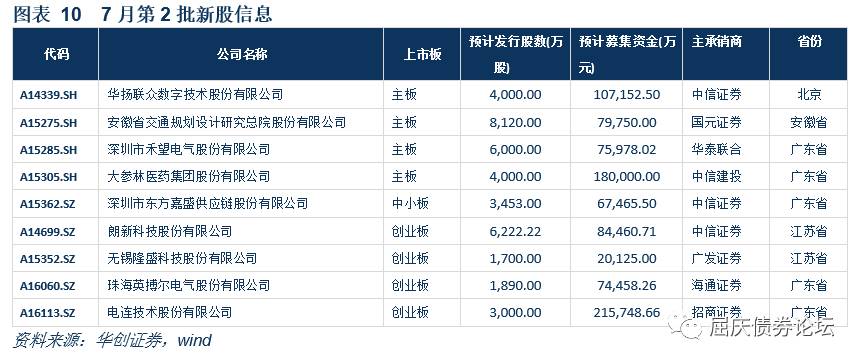 图表 10 7月第2批新股信息
代码 公司名称 上市板 预计发行股数(万股) 预计募集资金(万元) 主承销商 省份
A14339.SH 华扬联众数字技术股份有限公司 主板 4,000.00 107,152.50 中信证券 北京
A15275.SH 安徽省交通规划设计研究总院股份有限公司 主板 8,120.00 79,750.00 国元证券 安徽省
A15285.SH 深圳市禾望电气股份有限公司 主板 6,000.00 75,978.02 华泰联合 广东省
A15305.SH 大参林医药集团股份有限公司 主板 4,000.00 180,000.00 中信建投 广东省
A15362.SZ 深圳市东方嘉盛供应链股份有限公司 中小板 3,453.00 67,465.50 中信证券 广东省
A14699.SZ 朗新科技股份有限公司 创业板 6,222.22 84,460.71 中信证券 江苏省
A15352.SZ 无锡隆盛科技股份有限公司 创业板 1,700.00 20,125.00 广发证券 江苏省
A16060.SZ 珠海英搏尔电气股份有限公司 创业板 1,890.00 74,458.26 海通证券 广东省
A16113.SZ 电连技术股份有限公司 创业板 3,000.00 215,748.66 招商证券 广东省
资料来源：华创证券，wind
屈庆债券论坛